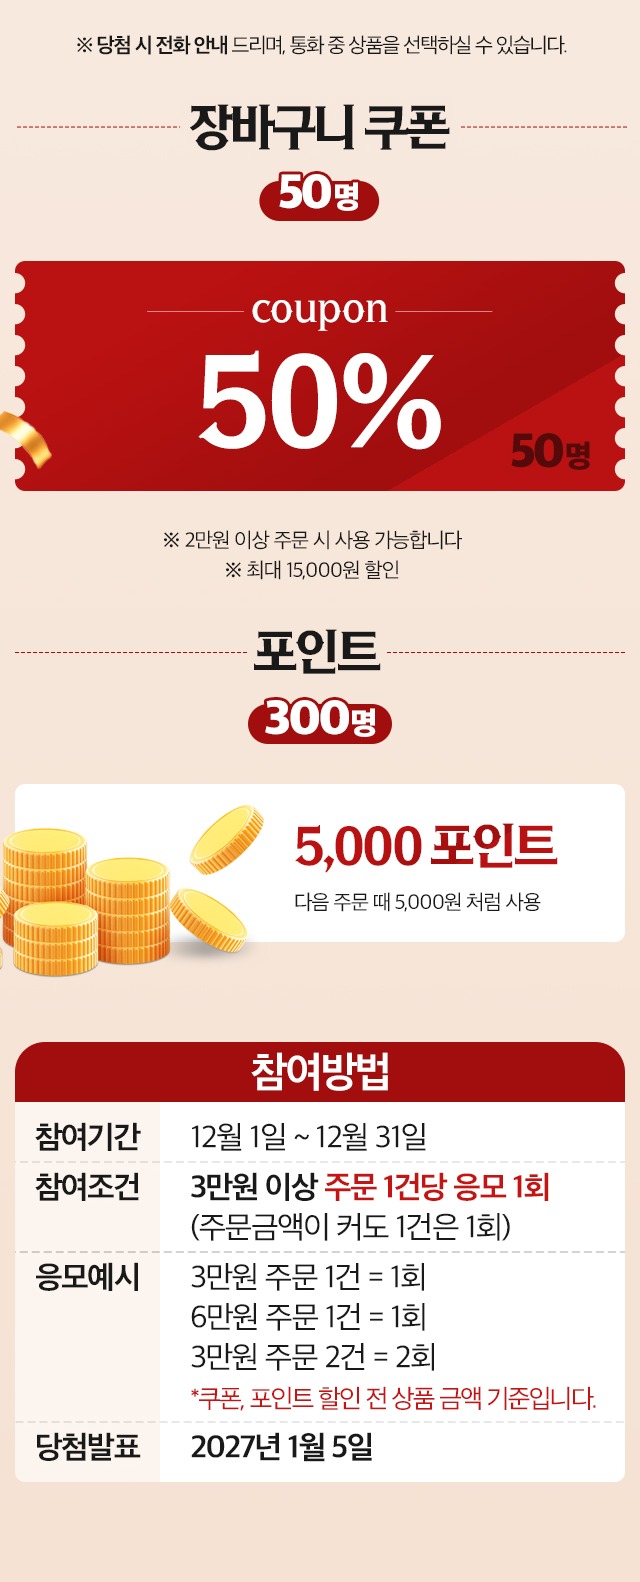 ※ 당첨 시 전화 안내 드리며, 통화 중 상품을 선택하실 수 있습니다.
장바구니 쿠폰
50명
coupon
50%
50명
※ 2만원 이상 주문 시 사용 가능합니다
※ 최대 15,000원 할인
포인트
300명
5,000 포인트
다음 주문 때 5,000원 처럼 사용
참여방법
참여기간 12월 1일 ~ 12월 31일
참여조건 3만원 이상 주문 1건당 응모 1회
(주문금액이 커도 1건은 1회)
응모예시 3만원 주문 1건 = 1회
6만원 주문 1건 = 1회
3만원 주문 2건 = 2회
*쿠폰, 포인트 할인 전 상품 금액 기준입니다.
당첨발표 2027년 1월 5일